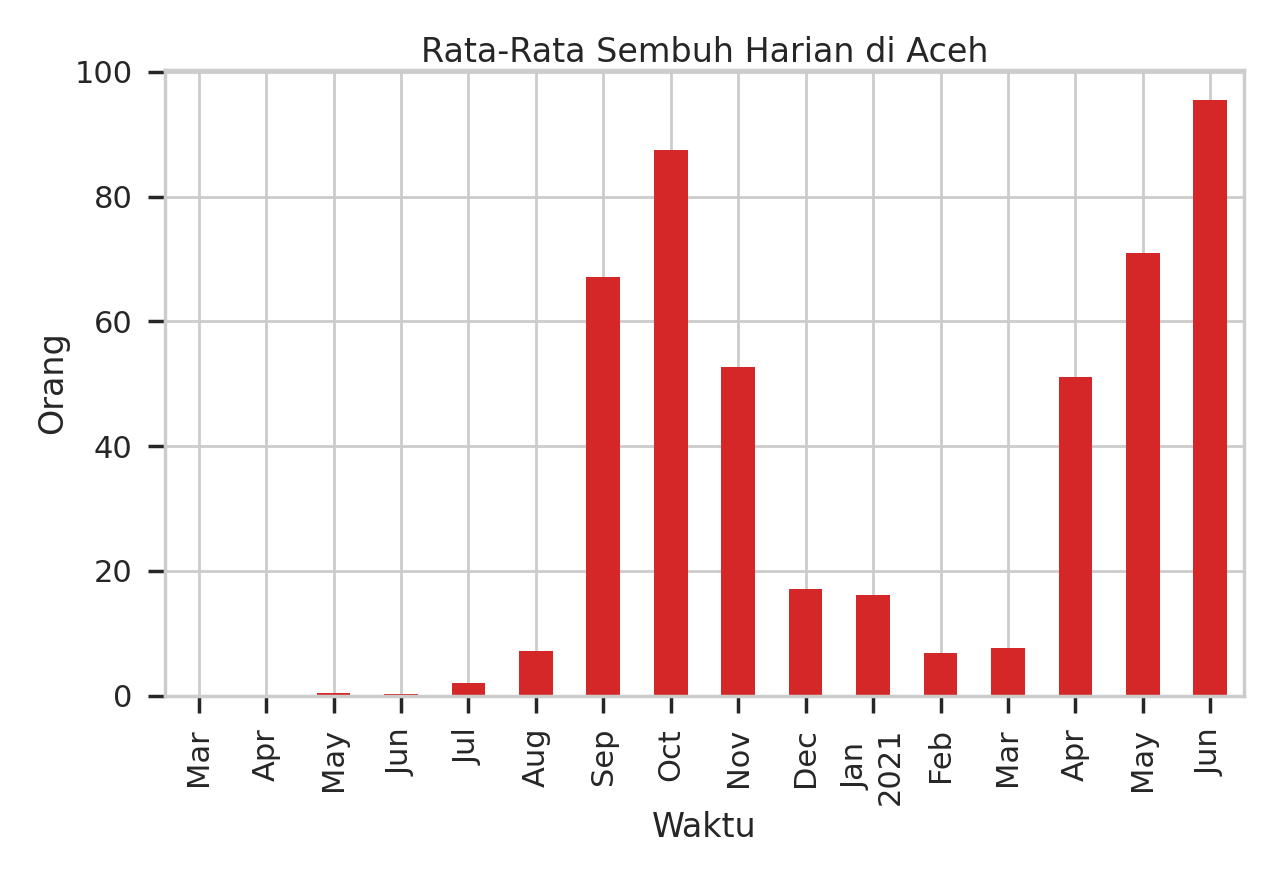 Rata-Rata Sembuh Harian di Aceh
100
80
60
40
20
0
Orang
Mar
Apr
May
Jun
Jul
Aug
Sep
Oct
Nov
Dec
Jan
2021
Feb
Mar
Apr
May
Jun
Waktu